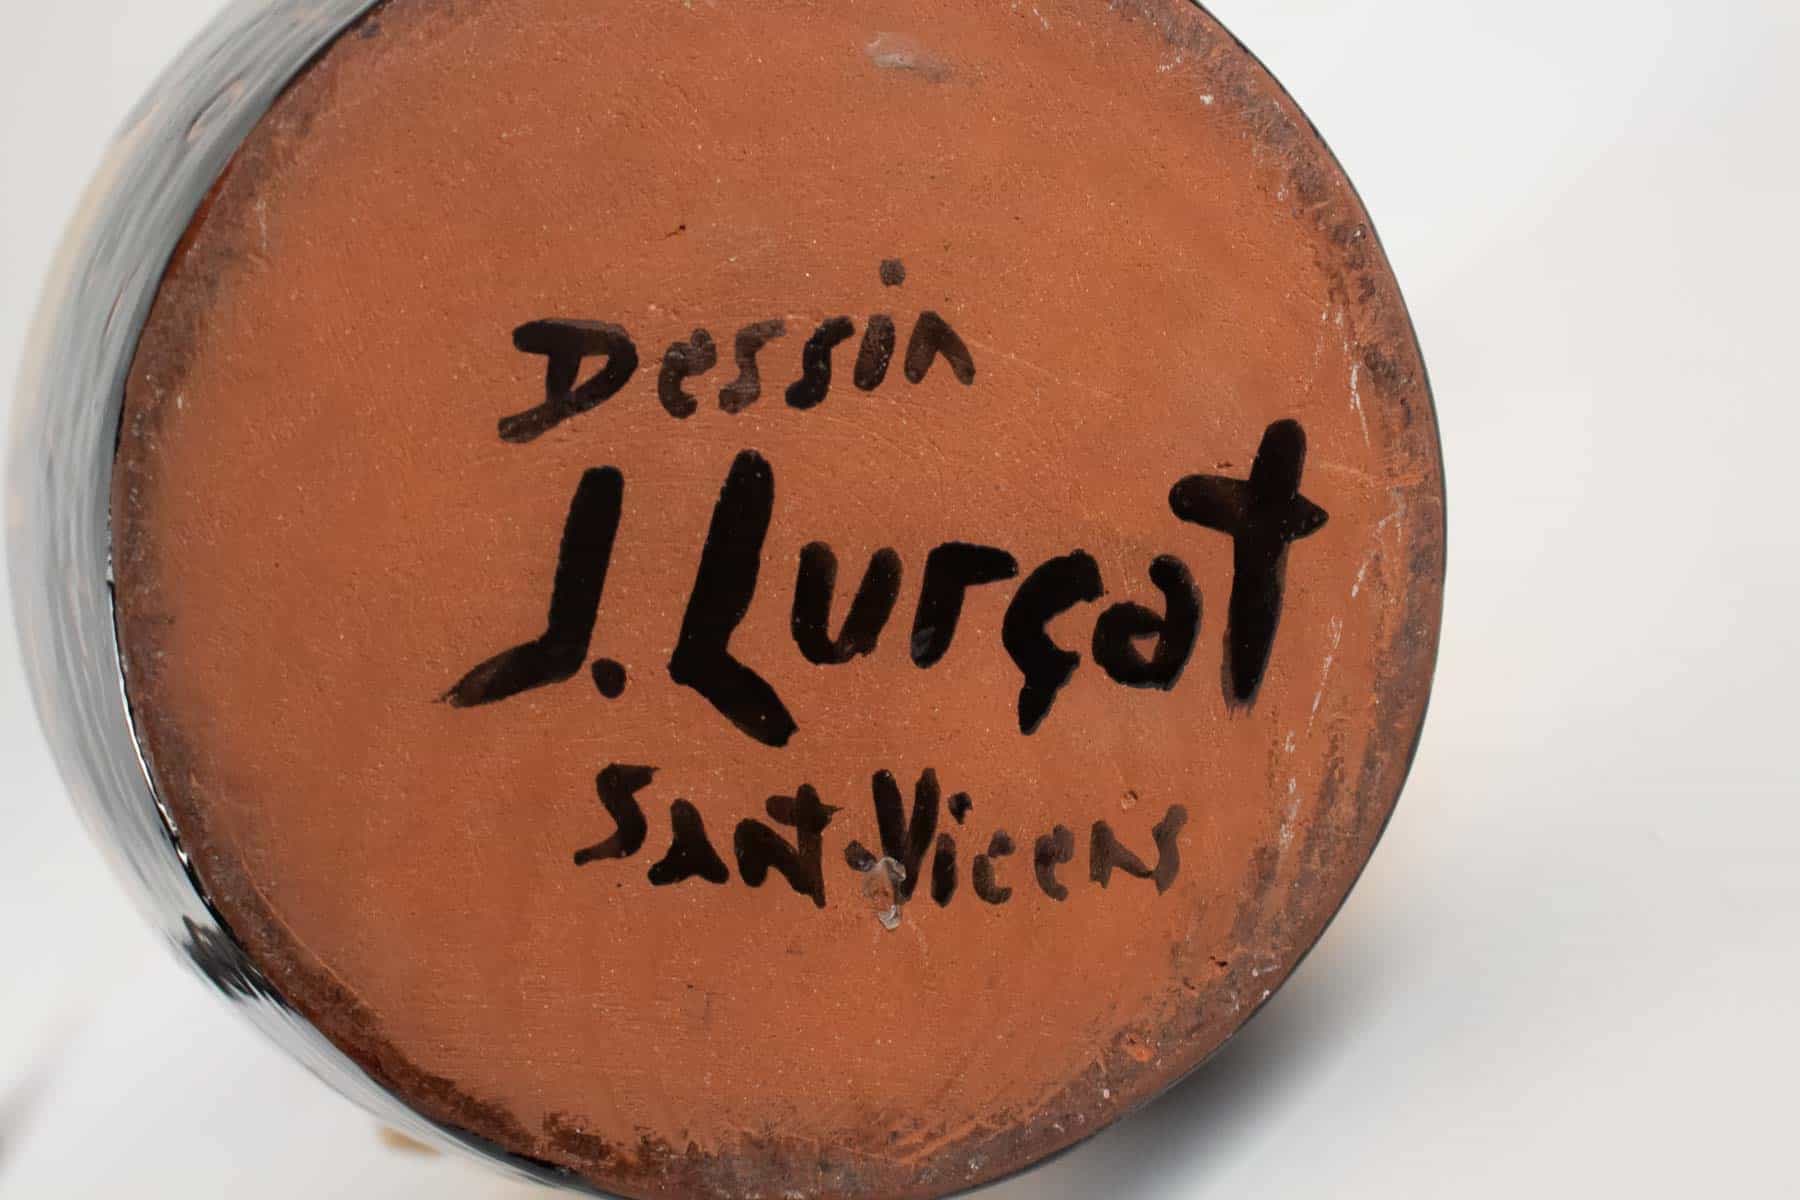 Dessin
J. Lurçat
Sant-Vicens